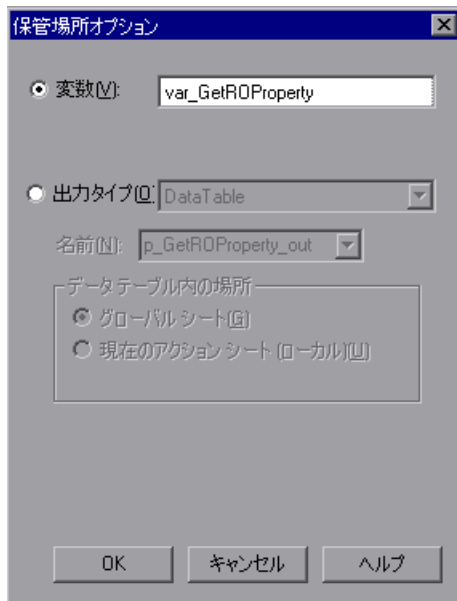 保管場所オプション
変数(V): var_GetROProperty
出力タイプ(O) DataTable
名前(N): p_GetROProperty_out
データテーブル内の場所
グローバル シート(G)
現在のアクション シート (ローカル)(U)
OK キャンセル ヘルプ